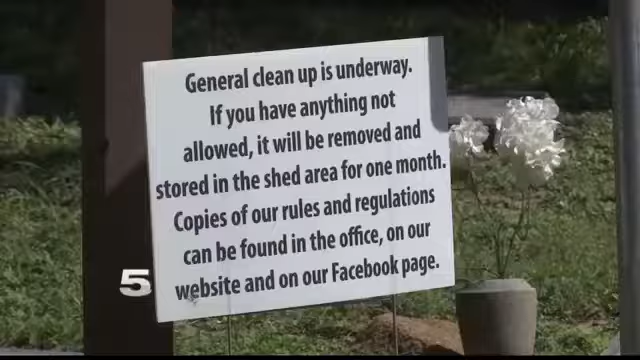 General clean up is underway.
If you have anything not
allowed, it will be removed and
stored in the shed area for one month.
Copies of our rules and regulations
can be found in the office, on our
website and on our Facebook page.
5